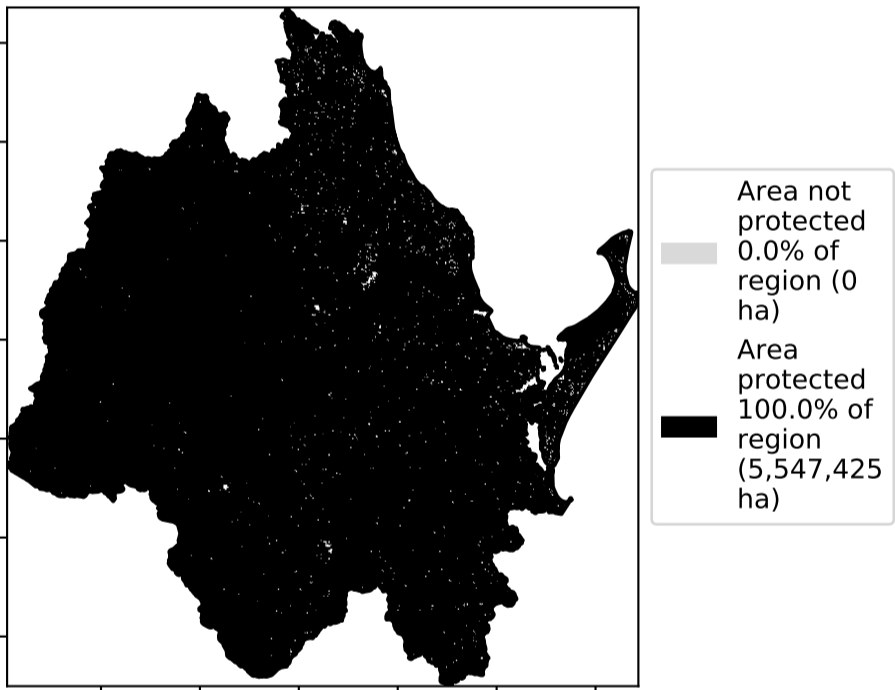 Area not
protected
0.0% of
region (0
ha)
Area
protected
100.0% of
region
(5,547,425
ha)